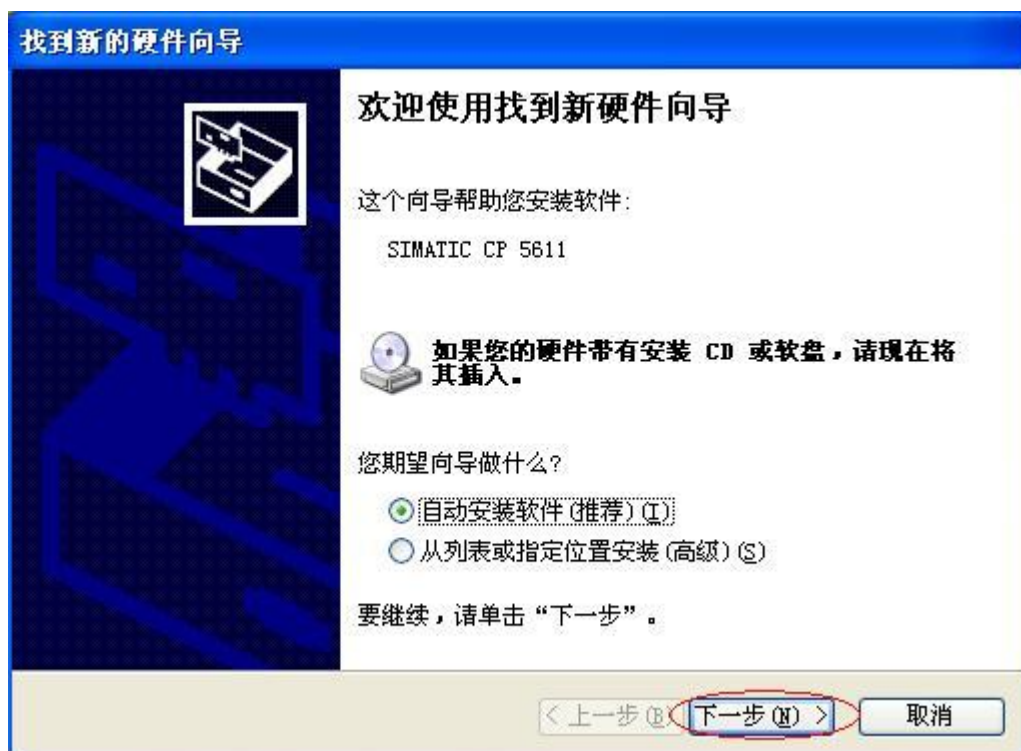 找到新的硬件向导
欢迎使用找到新硬件向导
这个向导帮助您安装软件:
SIMATIC CP 5611
如果您的硬件带有安装 CD 或软盘，请现在将
其插入。
您期望向导做什么?
自动安装软件(推荐)(I)
从列表或指定位置安装(高级)(S)
要继续，请单击“下一步”。
< 上一步(B) 下一步(N) > 取消